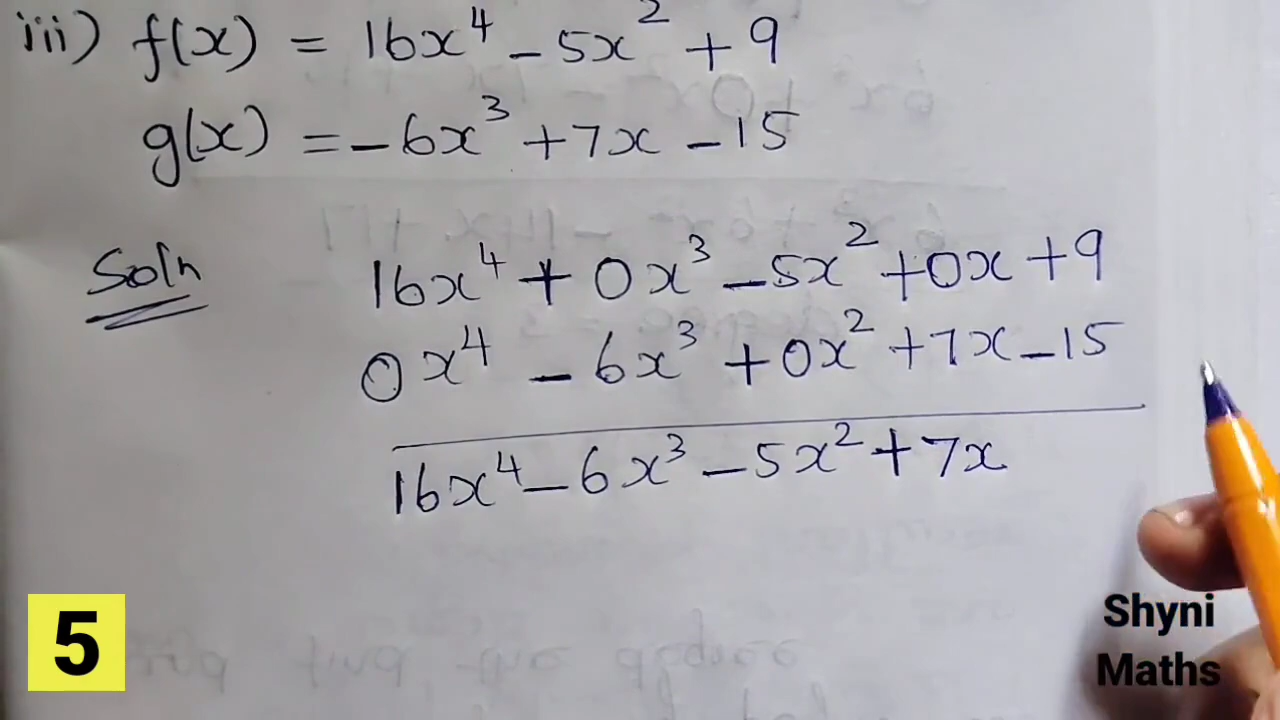 iii) f(x) = 16x⁴ - 5x² + 9
g(x) = -6x³ + 7x - 15
Soln
16x⁴ + 0x³ - 5x² + 0x + 9
0x⁴ - 6x³ + 0x² + 7x - 15
16x⁴ - 6x³ - 5x² + 7x
5
Shyni
Maths